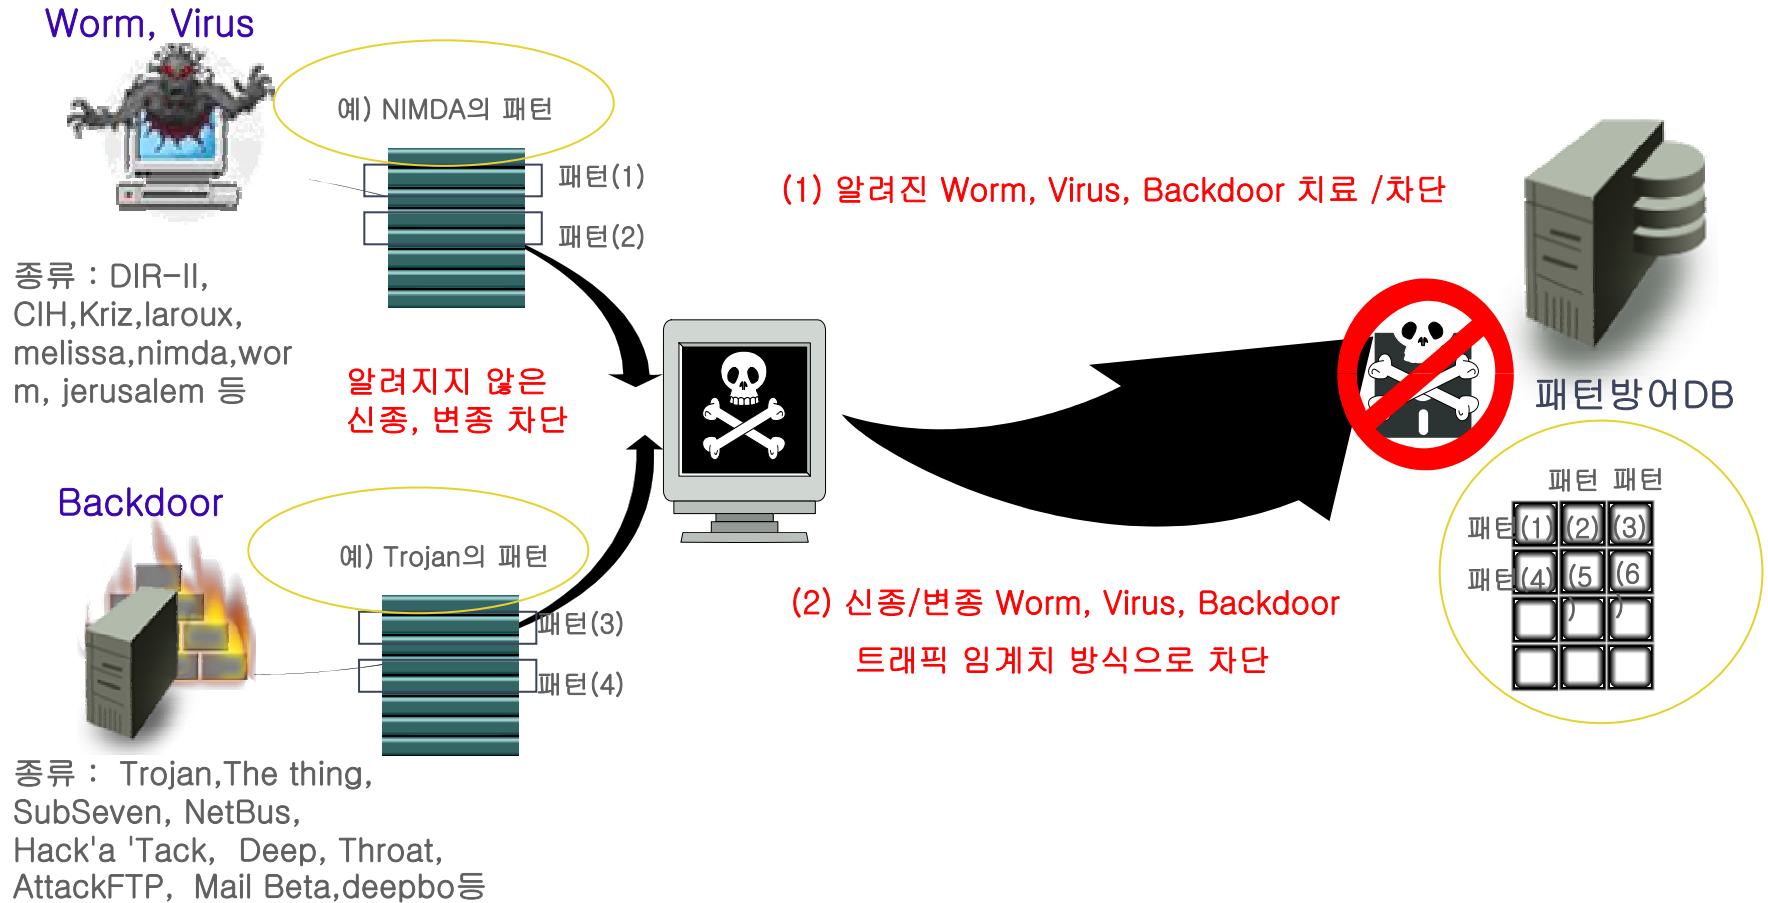 Worm, Virus
예) NIMDA의 패턴
패턴(1)
패턴(2)
종류 : DIR-II,
CIH,Kriz,laroux,
melissa,nimda,wor
m, jerusalem 등
알려지지 않은
신종, 변종 차단
Backdoor
예) Trojan의 패턴
패턴(3)
패턴(4)
종류 : Trojan,The thing,
SubSeven, NetBus,
Hack'a 'Tack, Deep, Throat,
AttackFTP, Mail Beta,deepbo등
(1) 알려진 Worm, Virus, Backdoor 치료 /차단
(2) 신종/변종 Worm, Virus, Backdoor
트래픽 임계치 방식으로 차단
패턴방어DB
패턴 패턴
패턴(1) (2) (3)
패턴(4) (5 (6
) )